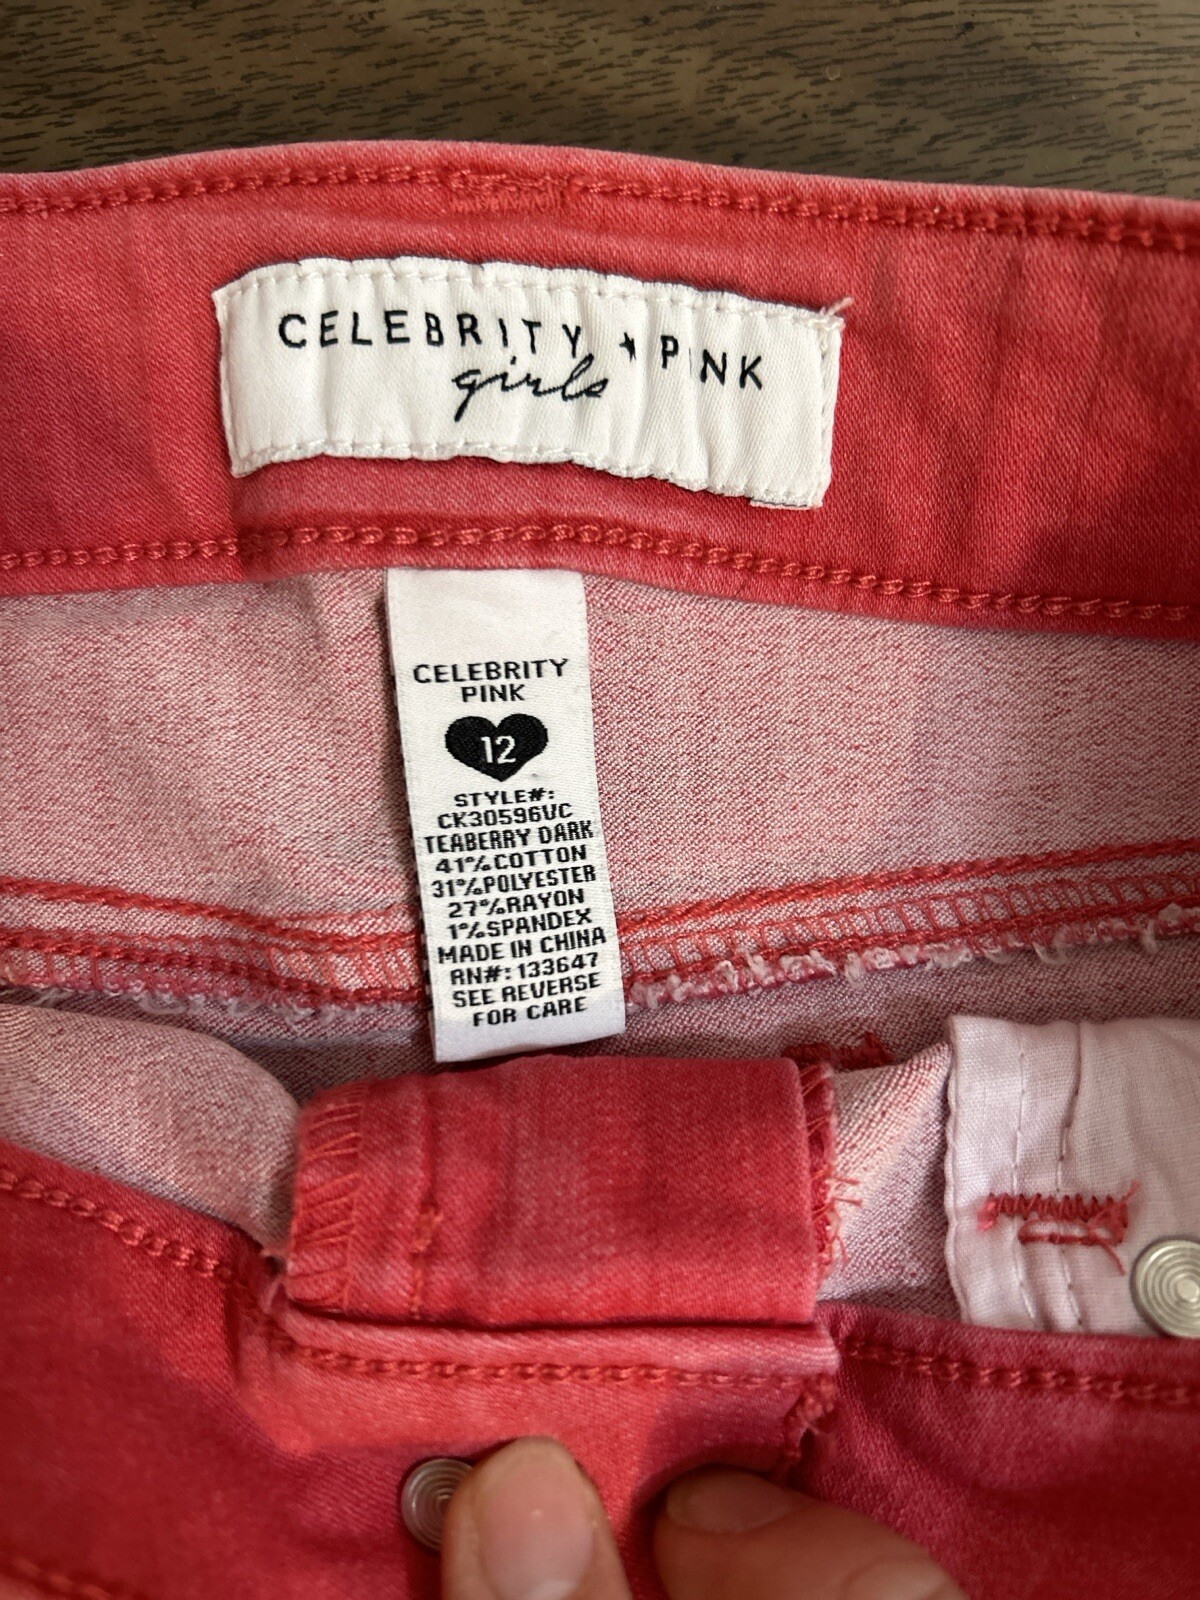 CELEBRITY ★ PINK
girls
CELEBRITY
PINK
12
STYLE#:
CK30596UC
TEABERRY DARK
41%COTTON
31%POLYESTER
27%RAYON
1%SPANDEX
MADE IN CHINA
RN#:133647
SEE REVERSE
FOR CARE